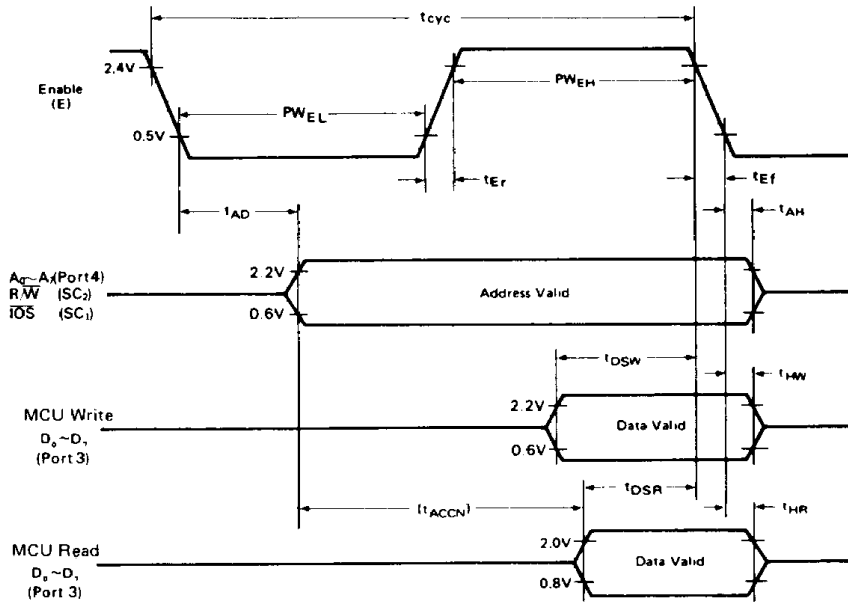 tcyc
2.4V
PWEH
Enable
(E)
PWEL
0.5V
tEr
tEf
tAD
tAH
2.2V
A0~A7(Port4)
R/W (SC2)
Address Valid
IOS (SC1)
0.6V
tDSW
tHW
MCU Write
2.2V
D0~D7
Data Valid
(Port 3)
0.6V
tDSR
(tACCN)
tHR
MCU Read
2.0V
D0~D7
Data Valid
(Port 3)
0.8V